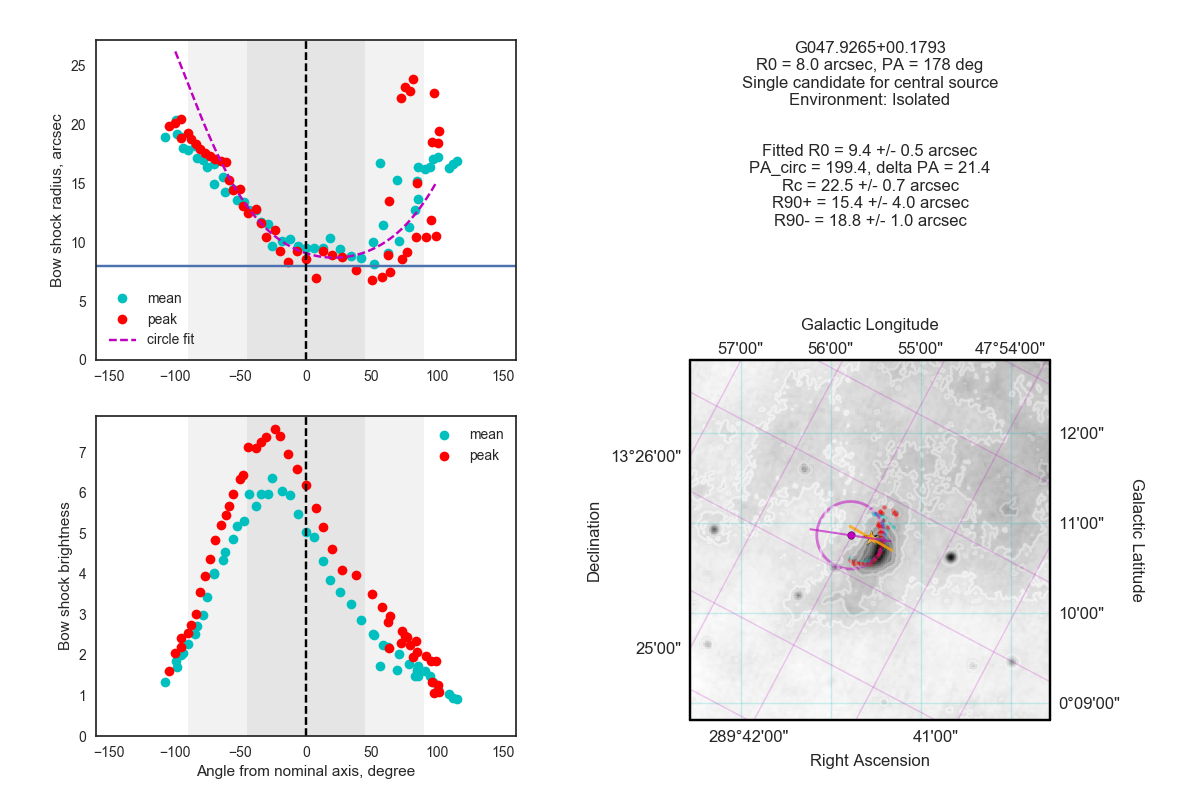 25
20
15
10
5
0
Bow shock radius, arcsec
mean
peak
circle fit
−150 −100 −50 0 50 100 150
7
6
5
4
3
2
1
0
Bow shock brightness
mean
peak
−150 −100 −50 0 50 100 150
Angle from nominal axis, degree
G047.9265+00.1793
R0 = 8.0 arcsec, PA = 178 deg
Single candidate for central source
Environment: Isolated
Fitted R0 = 9.4 +/- 0.5 arcsec
PA_circ = 199.4, delta PA = 21.4
Rc = 22.5 +/- 0.7 arcsec
R90+ = 15.4 +/- 4.0 arcsec
R90- = 18.8 +/- 1.0 arcsec
Galactic Longitude
57'00" 56'00" 55'00" 47°54'00"
13°26'00"
25'00"
Declination
12'00"
11'00"
10'00"
0°09'00"
Galactic Latitude
289°42'00" 41'00"
Right Ascension